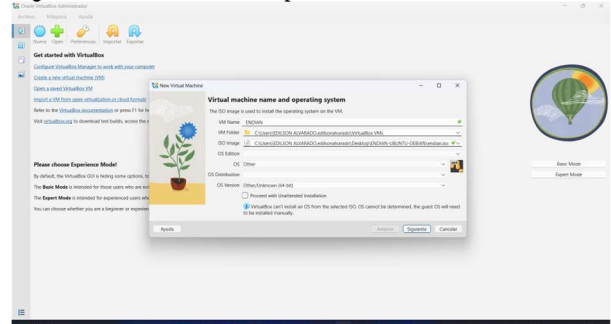 Oracle VirtualBox Administrador
Archivo Máquina Ayuda
Nueva Open Preferencias Importar Exportar
Get started with VirtualBox
Configure VirtualBox Manager to work with your computer
Create a new virtual machine (VM)
Open a saved VirtualBox VM
Import a VM from open virtualization or cloud formats
Refer to the VirtualBox documentation or press F1 for
Visit virtualbox.org to download test builds, access the
Please choose Experience Mode!
By default, the VirtualBox GUI is hiding some options, to
The Basic Mode is intended for those users who are not
The Expert Mode is intended for experienced users wh
You can choose whether you are a beginner or experien
Basic Mode
Expert Mode
New Virtual Machine
Virtual machine name and operating system
The ISO image is used to install the operating system on the VM.
VM Name ENDIAN
VM Folder C:\Users\EDILSON ALVARADO.edilsonalvarado\VirtualBox VMs
ISO Image C:\Users\EDILSON ALVARADO.edilsonalvarado\Desktop\ENDIAN-UBUNTU-DEBIAN\endian.iso
OS Edition
OS Other
OS Distribution
OS Version Other/Unknown (64-bit)
Proceed with Unattended Installation
VirtualBox can't install an OS from the selected ISO. OS cannot be determined, the guest OS will need
to be installed manually.
Ayuda Anterior Siguiente Cancelar